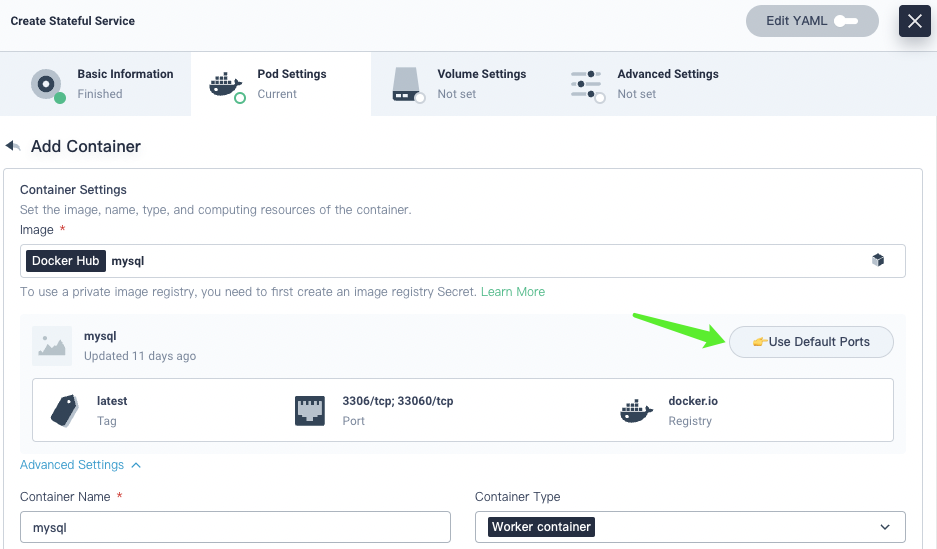 Create Stateful Service
Edit YAML
Basic Information
Finished
Pod Settings
Current
Volume Settings
Not set
Advanced Settings
Not set
Add Container
Container Settings
Set the image, name, type, and computing resources of the container.
Image *
Docker Hub mysql
To use a private image registry, you need to first create an image registry Secret. Learn More
mysql
Updated 11 days ago
👉Use Default Ports
latest
Tag
3306/tcp; 33060/tcp
Port
docker.io
Registry
Advanced Settings
Container Name *
mysql
Container Type
Worker container